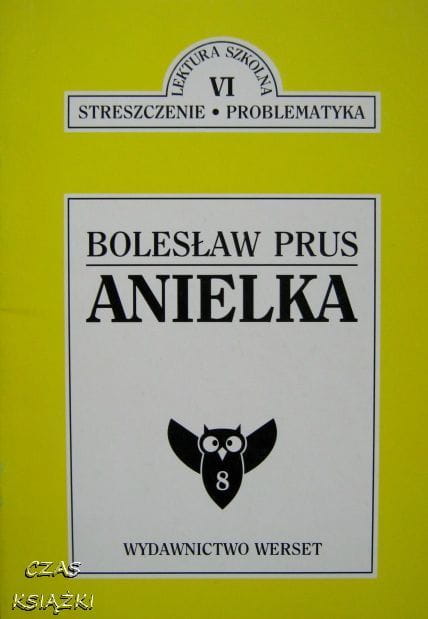 LEKTURA SZKOLNA
VI
STRESZCZENIE • PROBLEMATYKA
BOLESŁAW PRUS
ANIELKA
8
WYDAWNICTWO WERSET
CZAS
KSIĄŻKI